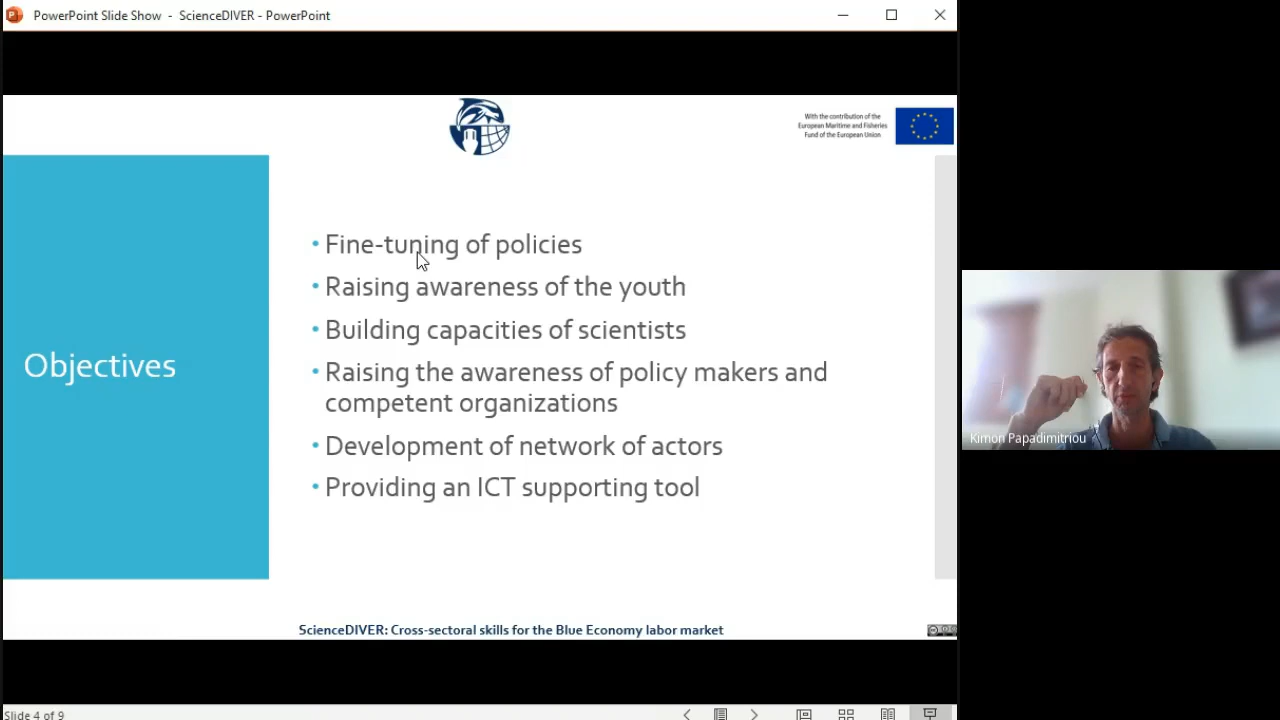 PowerPoint Slide Show - ScienceDIVER - PowerPoint
With the contribution of the
European Maritime and Fisheries
Fund of the European Union
Objectives
• Fine-tuning of policies
• Raising awareness of the youth
• Building capacities of scientists
• Raising the awareness of policy makers and
competent organizations
• Development of network of actors
• Providing an ICT supporting tool
Kimon Papadimitriou
ScienceDIVER: Cross-sectoral skills for the Blue Economy labor market
Slide 4 of 9